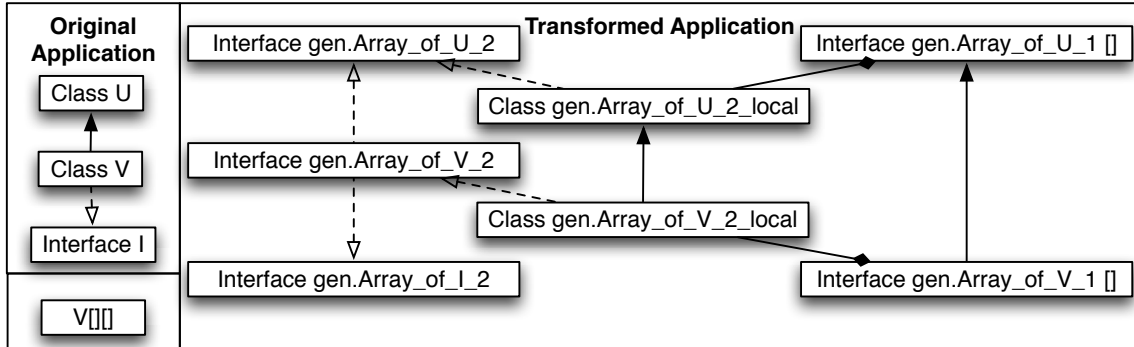 Original
Application
Class U
Class V
Interface I
V[][]
Transformed Application
Interface gen.Array_of_U_2
Interface gen.Array_of_U_1 []
Class gen.Array_of_U_2_local
Interface gen.Array_of_V_2
Class gen.Array_of_V_2_local
Interface gen.Array_of_I_2
Interface gen.Array_of_V_1 []